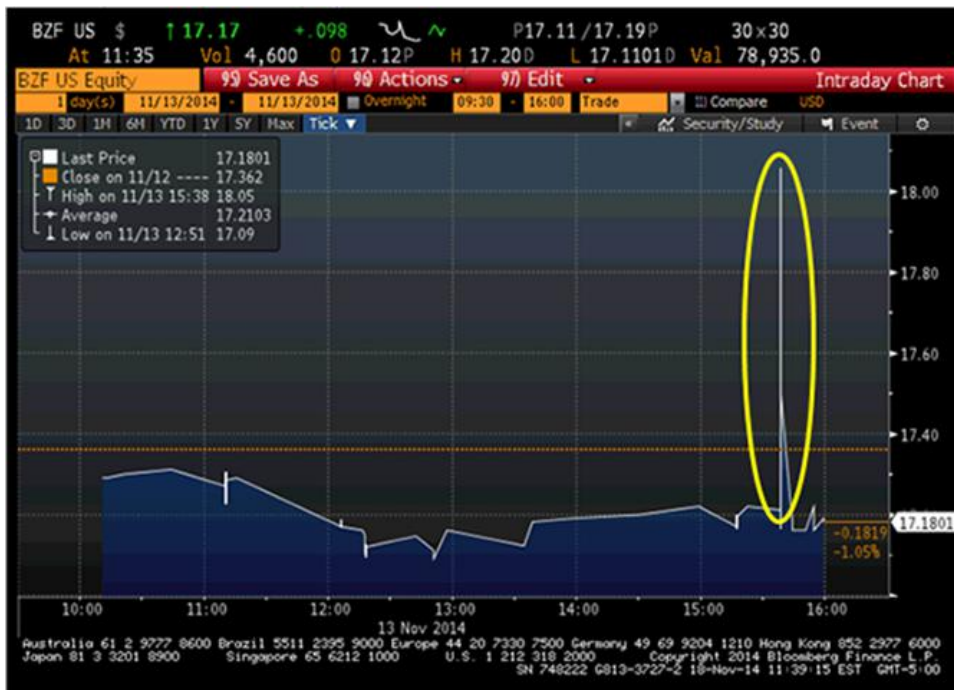 BZF US $ ↑ 17.17 +.098 P17.11/17.19P 30×30
At 11:35 Vol 4,600 O 17.12P H 17.20D L 17.1101D Val 78,935.0
BZF US Equity 99) Save As 96) Actions 97) Edit Intraday Chart
1 day(s) 11/13/2014 - 11/13/2014 Overnight 09:30 - 16:00 Trade Compare USD
1D 3D 1M 6M YTD 1Y 5Y Max Tick ▼ « Security/Study Event
Last Price 17.1801
Close on 11/12 ---- 17.362
High on 11/13 15:38 18.05
Average 17.2103
Low on 11/13 12:51 17.09
18.00
17.80
17.60
17.40
17.1801
-0.1819
-1.05%
10:00 11:00 12:00 13:00 14:00 15:00 16:00
13 Nov 2014
Australia 61 2 9777 8600 Brazil 5511 2395 9000 Europe 44 20 7330 7500 Germany 49 69 9204 1210 Hong Kong 852 2977 6000
Japan 81 3 3201 8900 Singapore 65 6212 1000 U.S. 1 212 318 2000 Copyright 2014 Bloomberg Finance L.P.
SN 748222 G813-3727-2 18-Nov-14 11:39:15 EST GMT-5:00